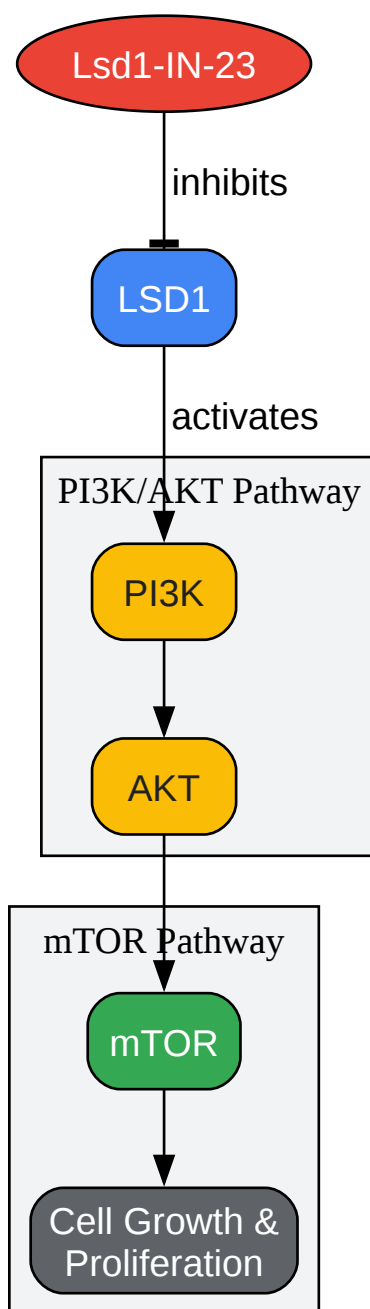 Lsd1-IN-23
inhibits
LSD1
activates
PI3K/AKT Pathway
PI3K
AKT
mTOR Pathway
mTOR
Cell Growth &
Proliferation